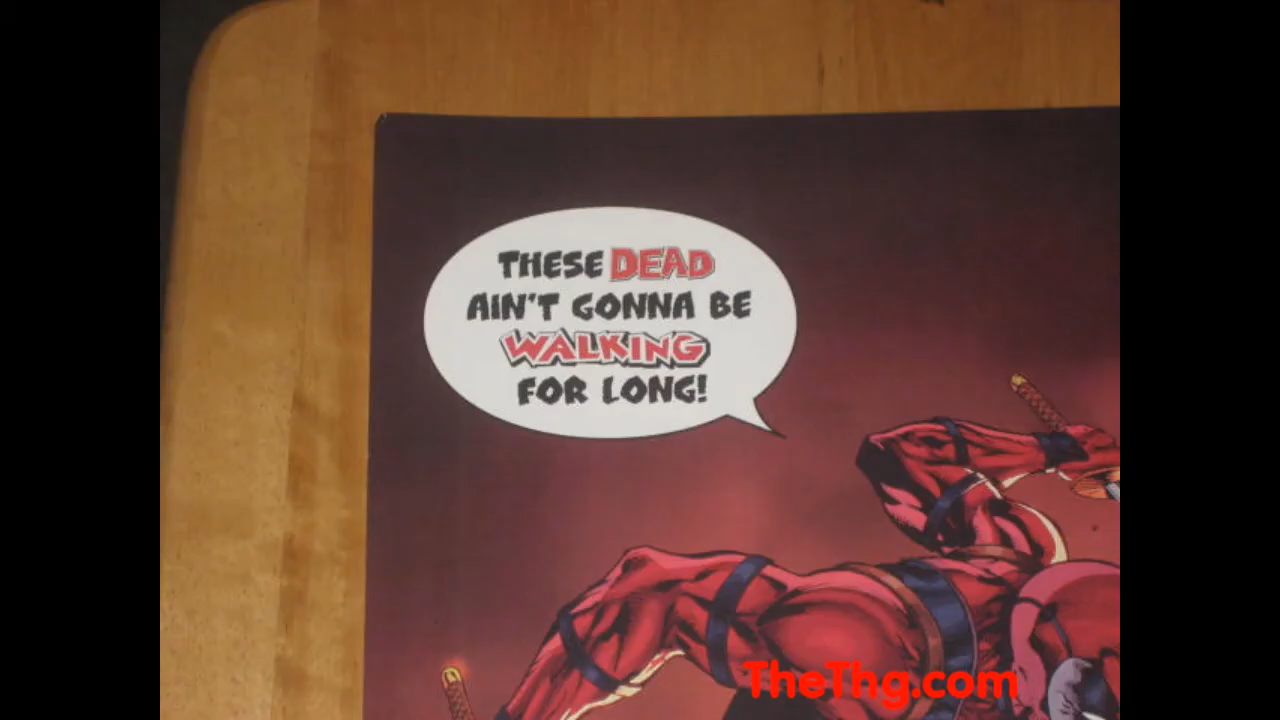 THESE DEAD
AIN'T GONNA BE
WALKING
FOR LONG!
TheThg.com